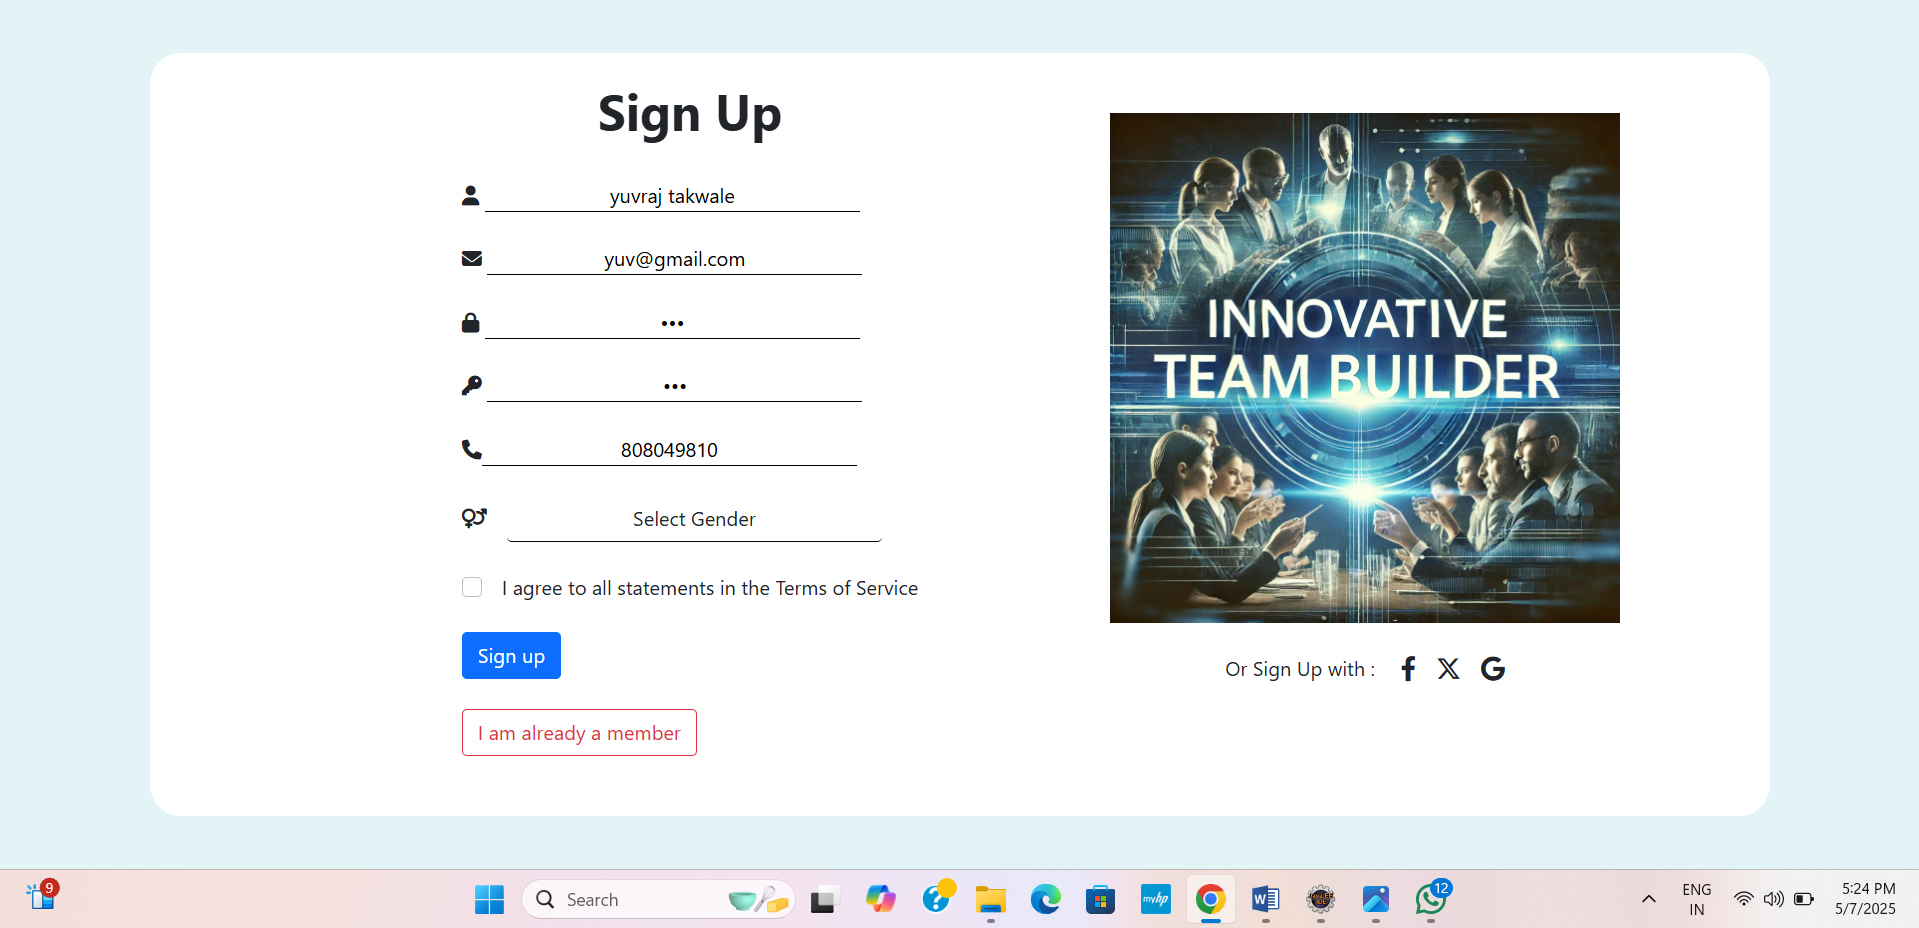 Sign Up
yuvraj takwale
yuv@gmail.com
•••
•••
808049810
Select Gender
I agree to all statements in the Terms of Service
Sign up
I am already a member
INNOVATIVE
TEAM BUILDER
Or Sign Up with :
9
Search
myhp
12
ENG
IN
5:24 PM
5/7/2025